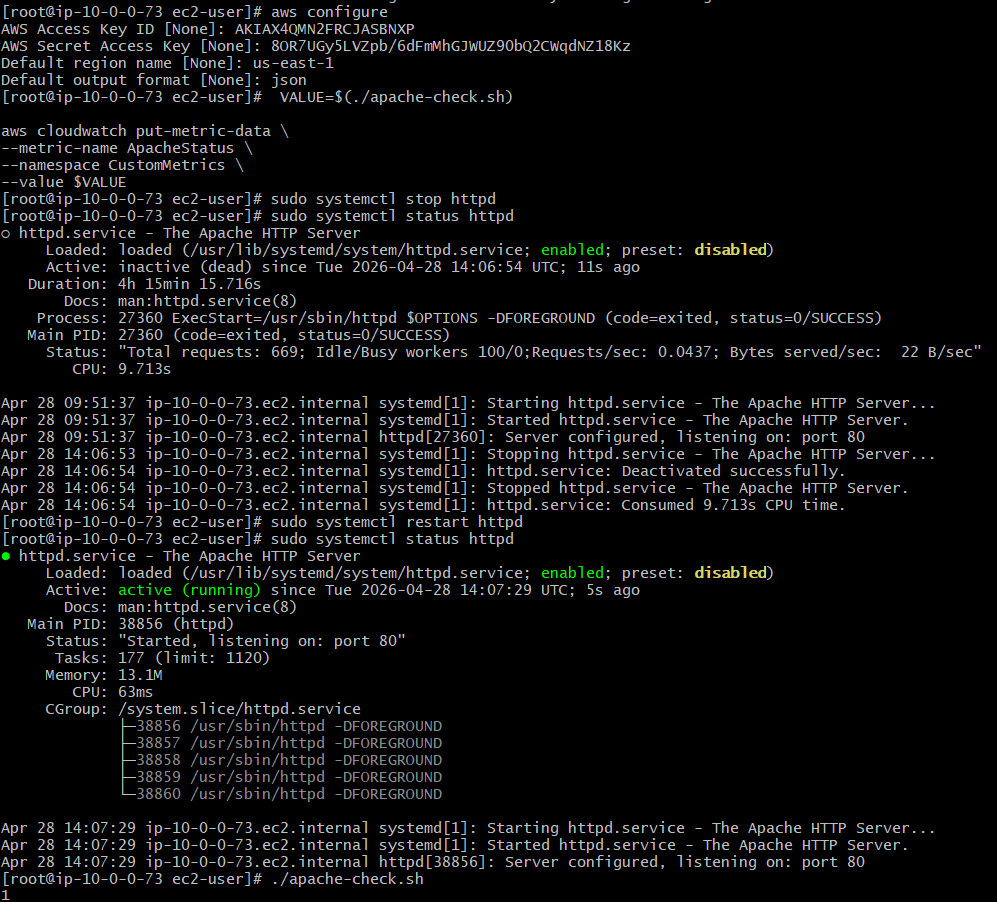 [root@ip-10-0-0-73 ec2-user]# aws configure
AWS Access Key ID [None]: AKIAX4QMN2FRCJASBNXP
AWS Secret Access Key [None]: 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
Default region name [None]: us-east-1
Default output format [None]: json
[root@ip-10-0-0-73 ec2-user]#  VALUE=$(./apache-check.sh)

aws cloudwatch put-metric-data \
--metric-name ApacheStatus \
--namespace CustomMetrics \
--value $VALUE
[root@ip-10-0-0-73 ec2-user]# sudo systemctl stop httpd
[root@ip-10-0-0-73 ec2-user]# sudo systemctl status httpd
○ httpd.service - The Apache HTTP Server
     Loaded: loaded (/usr/lib/systemd/system/httpd.service; enabled; preset: disabled)
     Active: inactive (dead) since Tue 2026-04-28 14:06:54 UTC; 11s ago
   Duration: 4h 15min 15.716s
       Docs: man:httpd.service(8)
    Process: 27360 ExecStart=/usr/sbin/httpd $OPTIONS -DFOREGROUND (code=exited, status=0/SUCCESS)
   Main PID: 27360 (code=exited, status=0/SUCCESS)
     Status: "Total requests: 669; Idle/Busy workers 100/0;Requests/sec: 0.0437; Bytes served/sec:  22 B/sec"
        CPU: 9.713s

Apr 28 09:51:37 ip-10-0-0-73.ec2.internal systemd[1]: Starting httpd.service - The Apache HTTP Server...
Apr 28 09:51:37 ip-10-0-0-73.ec2.internal systemd[1]: Started httpd.service - The Apache HTTP Server.
Apr 28 09:51:37 ip-10-0-0-73.ec2.internal httpd[27360]: Server configured, listening on: port 80
Apr 28 14:06:53 ip-10-0-0-73.ec2.internal systemd[1]: Stopping httpd.service - The Apache HTTP Server...
Apr 28 14:06:54 ip-10-0-0-73.ec2.internal systemd[1]: httpd.service: Deactivated successfully.
Apr 28 14:06:54 ip-10-0-0-73.ec2.internal systemd[1]: Stopped httpd.service - The Apache HTTP Server.
Apr 28 14:06:54 ip-10-0-0-73.ec2.internal systemd[1]: httpd.service: Consumed 9.713s CPU time.
[root@ip-10-0-0-73 ec2-user]# sudo systemctl restart httpd
[root@ip-10-0-0-73 ec2-user]# sudo systemctl status httpd
● httpd.service - The Apache HTTP Server
     Loaded: loaded (/usr/lib/systemd/system/httpd.service; enabled; preset: disabled)
     Active: active (running) since Tue 2026-04-28 14:07:29 UTC; 5s ago
       Docs: man:httpd.service(8)
   Main PID: 38856 (httpd)
     Status: "Started, listening on: port 80"
      Tasks: 177 (limit: 1120)
     Memory: 13.1M
        CPU: 63ms
     CGroup: /system.slice/httpd.service
             ├─38856 /usr/sbin/httpd -DFOREGROUND
             ├─38857 /usr/sbin/httpd -DFOREGROUND
             ├─38858 /usr/sbin/httpd -DFOREGROUND
             ├─38859 /usr/sbin/httpd -DFOREGROUND
             └─38860 /usr/sbin/httpd -DFOREGROUND

Apr 28 14:07:29 ip-10-0-0-73.ec2.internal systemd[1]: Starting httpd.service - The Apache HTTP Server...
Apr 28 14:07:29 ip-10-0-0-73.ec2.internal systemd[1]: Started httpd.service - The Apache HTTP Server.
Apr 28 14:07:29 ip-10-0-0-73.ec2.internal httpd[38856]: Server configured, listening on: port 80
[root@ip-10-0-0-73 ec2-user]# ./apache-check.sh
1